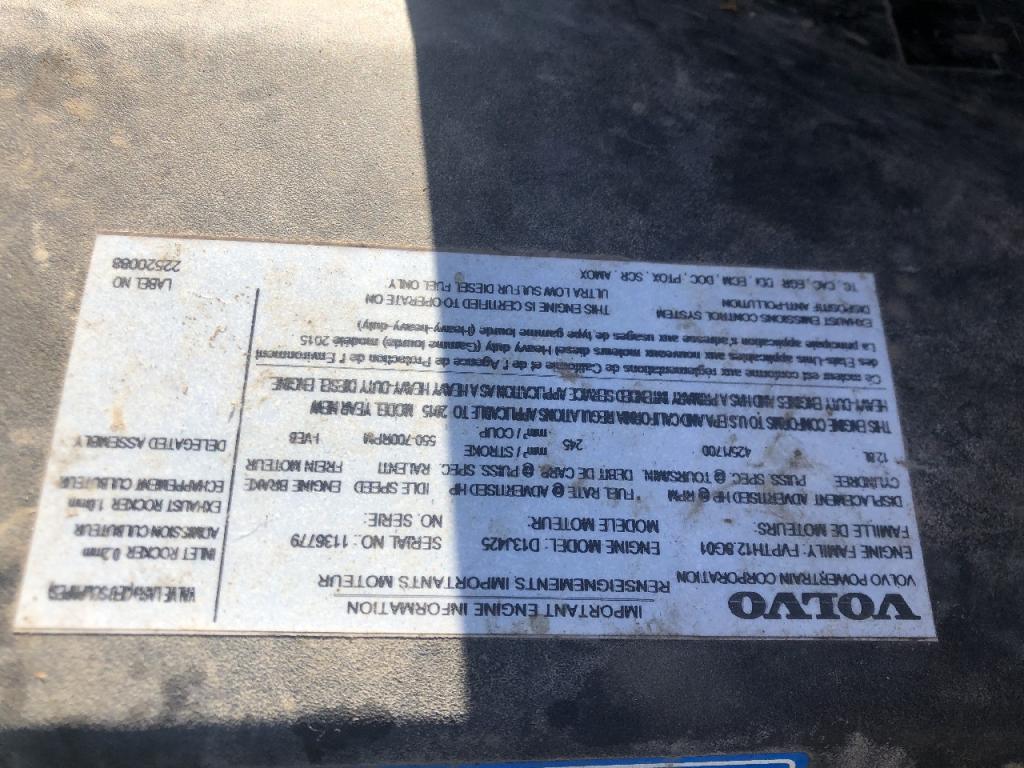 VOLVO
VOLVO POWERTRAIN CORPORATION
IMPORTANT ENGINE INFORMATION
RENSEIGNEMENTS IMPORTANTS MOTEUR
ENGINE FAMILY: FVPTH12.8G01
FAMILLE DE MOTEURS:
ENGINE MODEL: D13J425
MODELE MOTEUR:
SERIAL NO.: 1136779
NO. SERIE:
DISPLACEMENT ADVERTISED HP @ RPM FUEL RATE @ ADVERTISED HP IDLE SPEED ENGINE BRAKE
CYLINDREE PUISS. SPEC. @ TOURS/MIN. DEBIT DE CARB. @ PUISS. SPEC. RALENTI FREIN MOTEUR
12.8L 425/1700 245 mm³ / STROKE 550-700RPM I-VEB
mm³ / COUP
THIS ENGINE CONFORMS TO U.S EPA AND CALIFORNIA REGULATIONS APPLICABLE TO 2015 MODEL YEAR NEW
HEAVY-DUTY ENGINES AND HAS A PRIMARY INTENDED SERVICE APPLICATION AS A HEAVY HEAVY-DUTY DIESEL ENGINE
Ce moteur est conforme aux réglementations de Californie et de l' Agence de Protection de l' Environment
des Etats-Unis applicables aux nouveaux moteurs diesel Heavy duty (Gamme lourde) modèle 2015
La principale application s'adresse aux usages de type gamme lourde (Heavy-heavy-duty)
EXHAUST EMISSIONS CONTROL SYSTEM
DISPOSITIF ANTI-POLLUTION
TC, CAC, EGR, DDI, ECM, DOC, PTOX, SCR, AMOX
THIS ENGINE IS CERTIFIED TO OPERATE ON
ULTRA LOW SULFUR DIESEL FUEL ONLY
INLET ROCKER 0.2mm
ADMISSION CULBUTEUR
EXHAUST ROCKER 1.0mm
ECHAPPEMENT CULBUTEUR
DELEGATED ASSEMBLY
LABEL NO
22520088